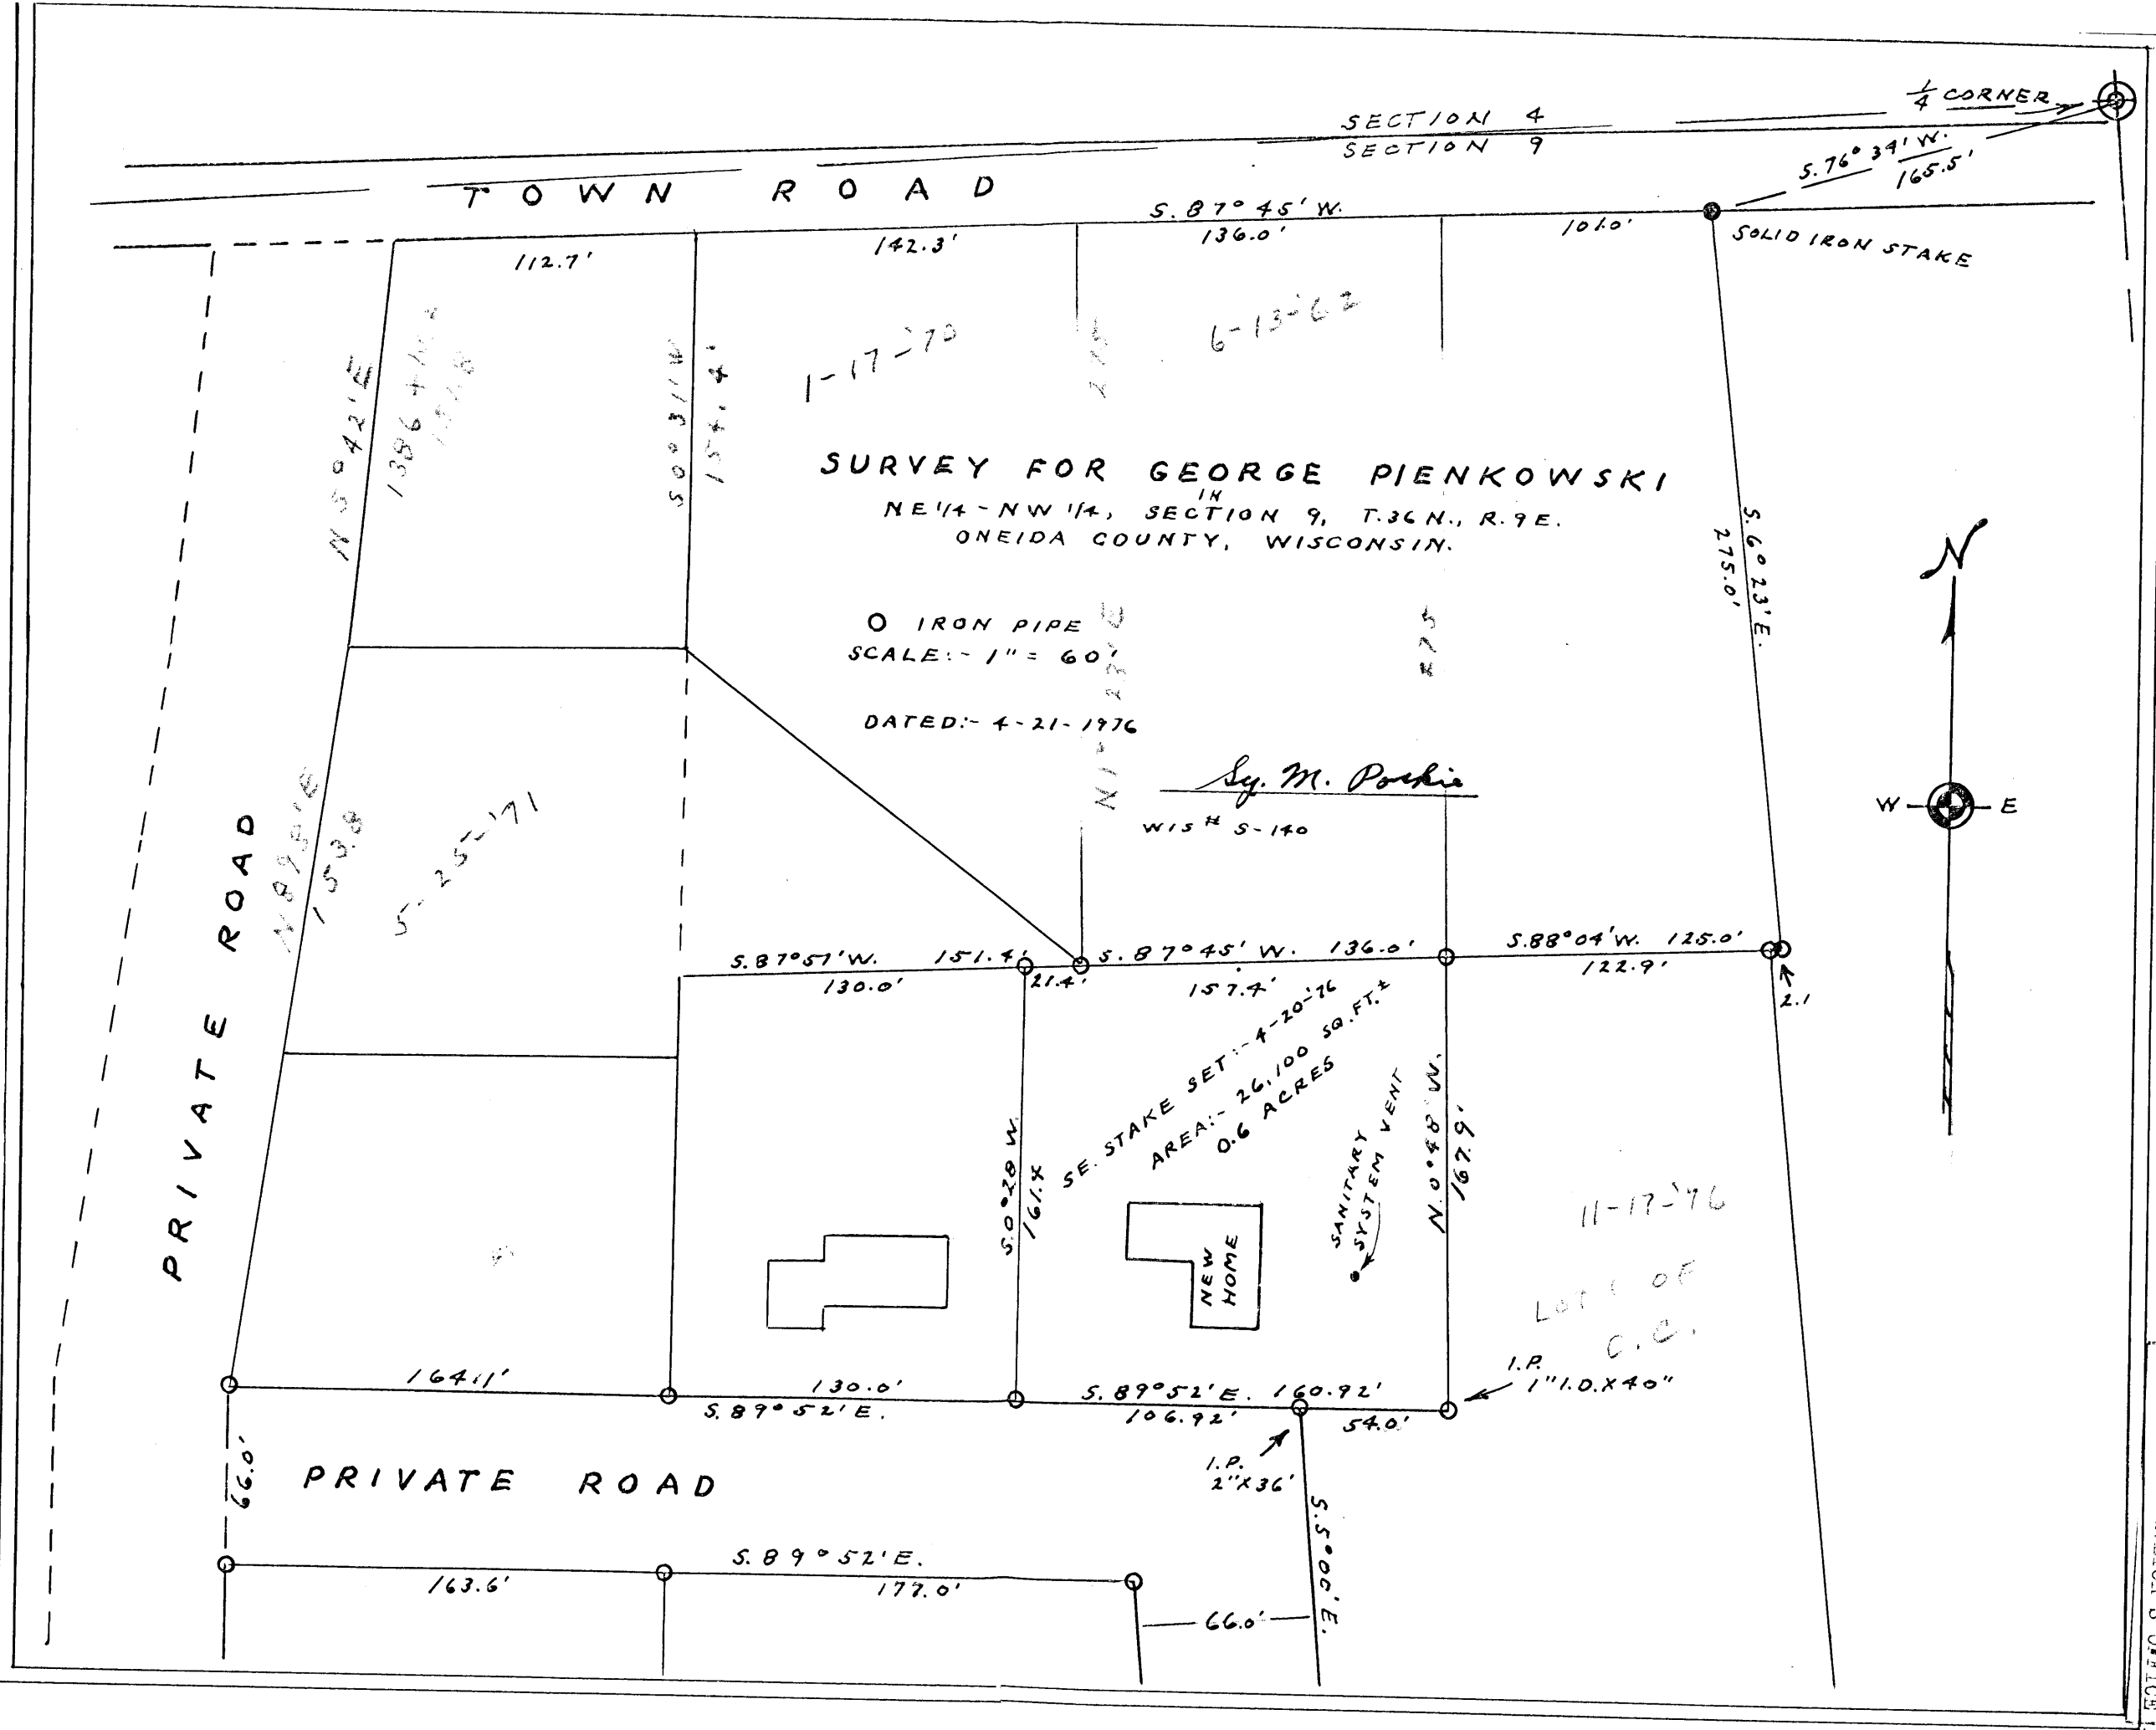 1/4 CORNER
SECTION 4
SECTION 9
S. 76° 34' W.
165.5'
TOWN ROAD
S. 87° 45' W.
112.7'
142.3'
136.0'
101.0'
SOLID IRON STAKE
N 5° 42' E
S 0° 31' W
154.4'
1-17-'70
6-13-'62
275
SURVEY FOR GEORGE PIENKOWSKI
IN
NE 1/4 - NW 1/4, SECTION 9, T.36 N., R.9 E.
ONEIDA COUNTY, WISCONSIN.
S. 6° 23' E.
275.0'
N
W E
O IRON PIPE
SCALE:- 1" = 60'
275
DATED:- 4-21-1976
Sy. M.
WIS # S-140
PRIVATE ROAD
153.8
5-25-'71
S. 87° 57' W. 151.4'
130.0'
21.4'
S. 87° 45' W. 136.0'
157.4'
S. 88° 04' W. 125.0'
122.9'
2.1
SE. STAKE SET:- 4-20-'76
AREA:- 26,100 SQ. FT.±
0.6 ACRES
SANITARY
SYSTEM VENT
S. 0° 28' W.
161.4
N. 0° 48' W.
167.6'
NEW
HOME
11-17-'76
LOT 1 OF
C.C.
I.P.
1" I.D. X 40"
164.1'
130.0'
S. 89° 52' E.
S. 89° 52' E. 160.92'
106.92'
54.0'
I.P.
2" X 36'
66.0'
PRIVATE ROAD
S. 89° 52' E.
163.6'
177.0'
66.0'
S. 5° 00' E.